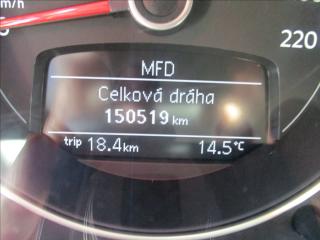 m/h
220
MFD
Celková dráha
150519 km
trip 18.4 km 14.5 °C